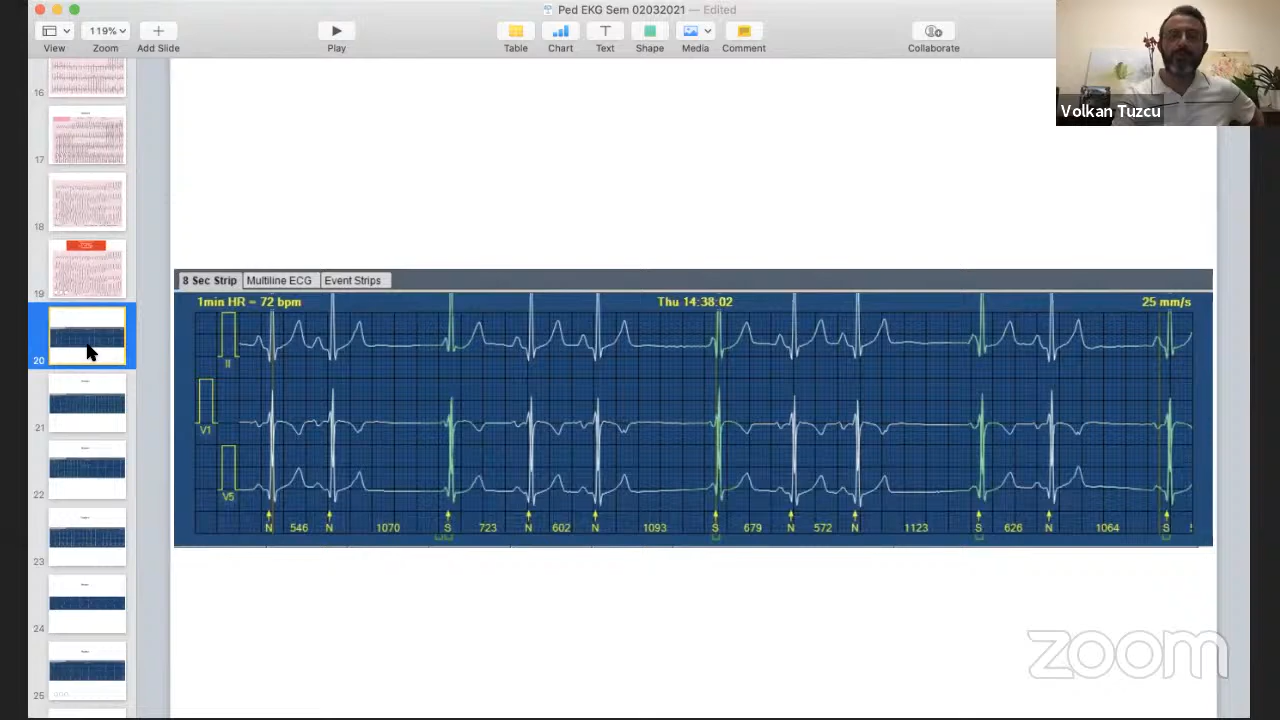 Ped EKG Sem 02032021 — Edited
119%
View
Zoom
Add Slide
Play
Table
Chart
Text
Shape
Media
Comment
Collaborate
Volkan Tuzcu
16
17
18
19
20
21
22
23
24
25
8 Sec Strip
Multiline ECG
Event Strips
1min HR = 72 bpm
Thu 14:38:02
25 mm/s
II
V1
V5
N 546 N 1070 S 723 N 602 N 1093 S 679 N 572 N 1123 S 626 N 1064 S
zoom